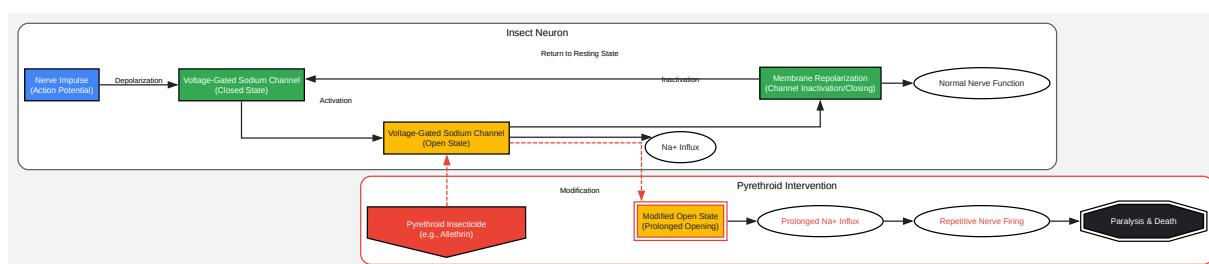 Insect Neuron
Return to Resting State
Nerve Impulse
(Action Potential)
Depolarization
Voltage-Gated Sodium Channel
(Closed State)
Inactivation
Membrane Repolarization
(Channel Inactivation/Closing)
Normal Nerve Function
Activation
Voltage-Gated Sodium Channel
(Open State)
Na+ Influx
Pyrethroid Intervention
Modification
Pyrethroid Insecticide
(e.g., Allethrin)
Modified Open State
(Prolonged Opening)
Prolonged Na+ Influx
Repetitive Nerve Firing
Paralysis & Death